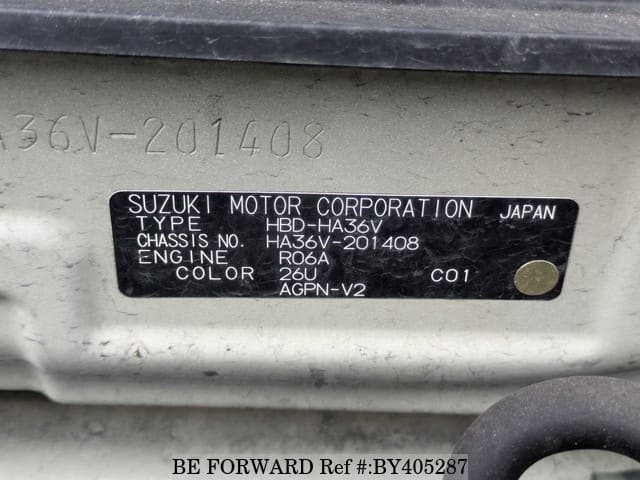 A36V-201408
SUZUKI MOTOR CORPORATION JAPAN
TYPE HBD-HA36V
CHASSIS NO. HA36V-201408
ENGINE R06A
COLOR 26U C01
AGPN-V2
BE FORWARD Ref #:BY405287